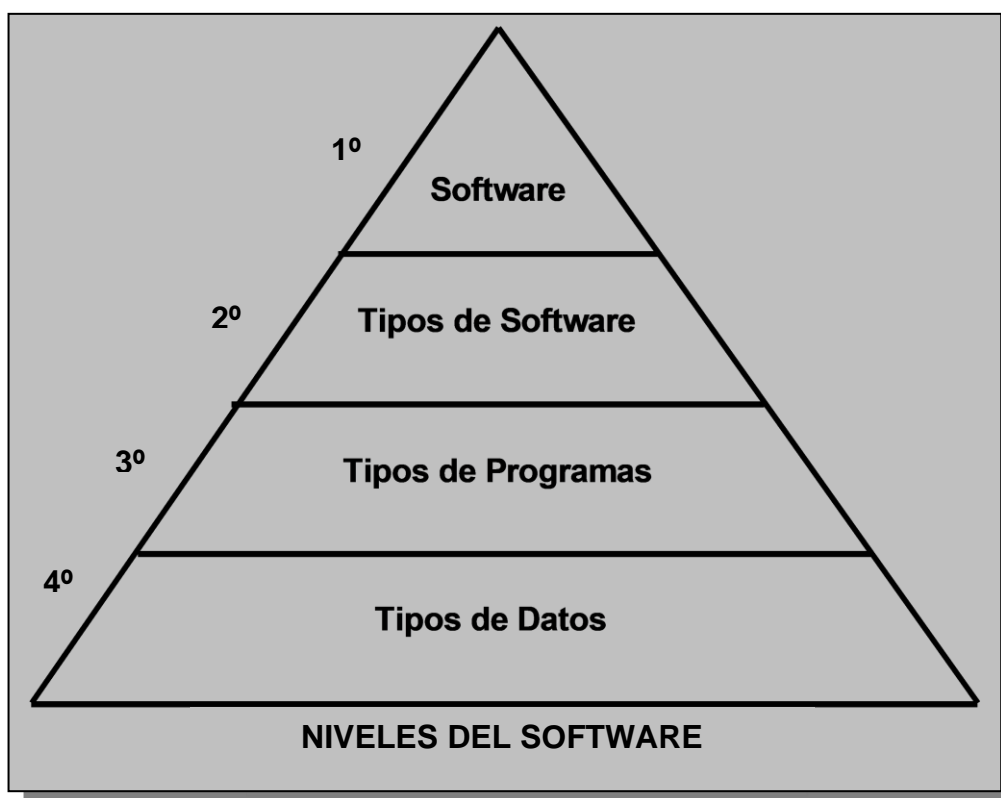 1º
Software
2º
Tipos de Software
3º
Tipos de Programas
4º
Tipos de Datos
NIVELES DEL SOFTWARE